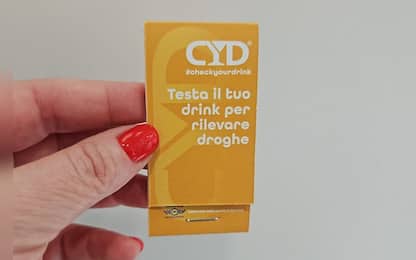 CYD®
#checkyourdrink
Testa il tuo
drink per
rilevare
droghe